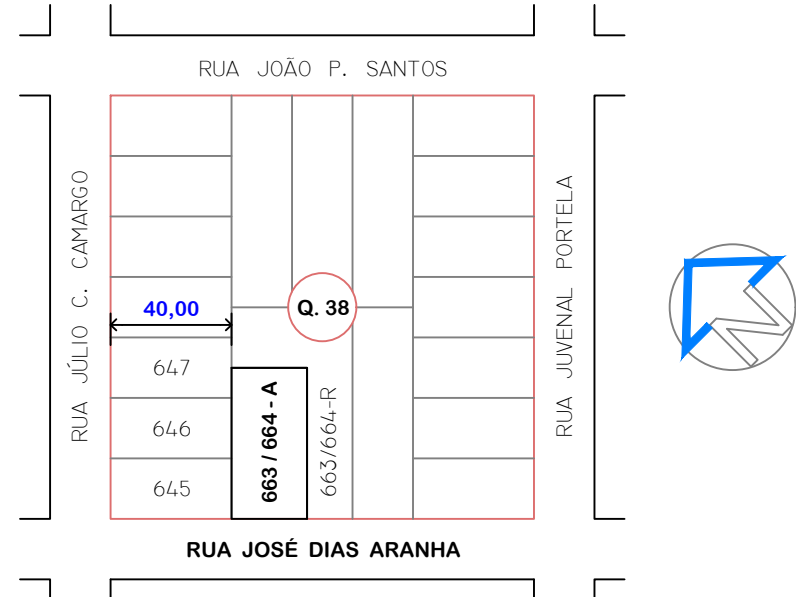 RUA JOÃO P. SANTOS
RUA JÚLIO C. CAMARGO
RUA JUVENAL PORTELA
40,00
Q. 38
647
646
645
663 / 664 - A
663/664-R
RUA JOSÉ DIAS ARANHA
N